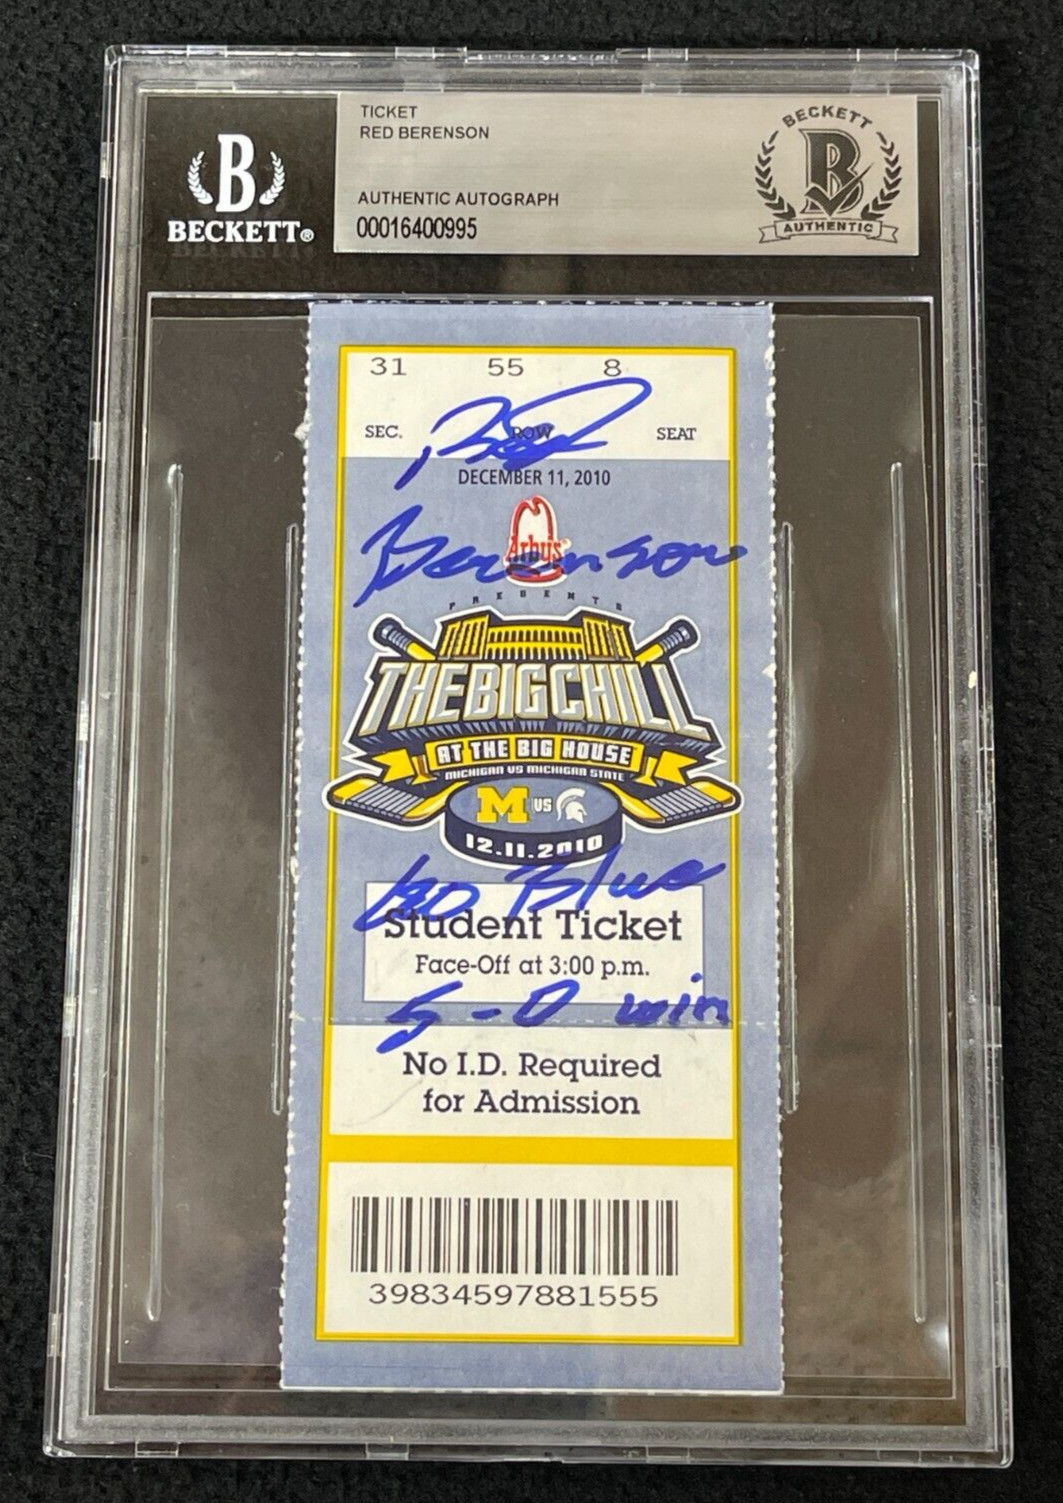 TICKET
RED BERENSON
AUTHENTIC AUTOGRAPH
00016400995
B
BECKETT®
BECKETT
B
AUTHENTIC
31 55 8
SEC. ROW SEAT
Red
DECEMBER 11, 2010
Arby's
Berenson
PRESENTS
THE BIG CHILL
AT THE BIG HOUSE
MICHIGAN VS MICHIGAN STATE
M VS
12.11.2010
Go Blue
Student Ticket
Face-Off at 3:00 p.m.
5-0 win
No I.D. Required
for Admission
39834597881555